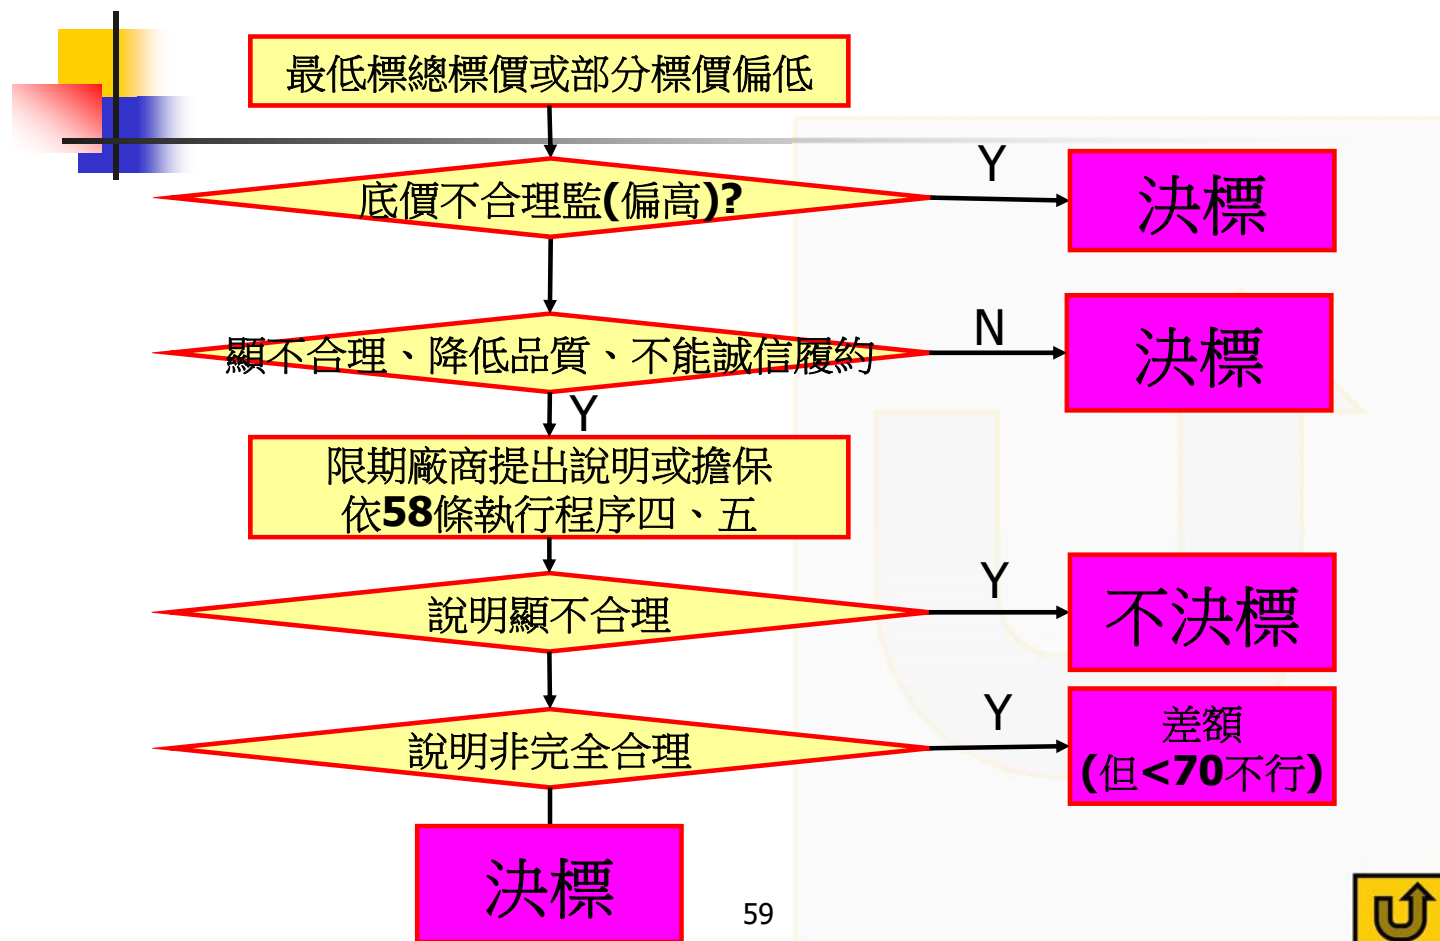 最低標總標價或部分標價偏低
底價不合理監(偏高)?
Y
決標
顯不合理、降低品質、不能誠信履約
N
決標
Y
限期廠商提出說明或擔保
依58條執行程序四、五
說明顯不合理
Y
不決標
說明非完全合理
Y
差額
(但<70不行)
決標
59